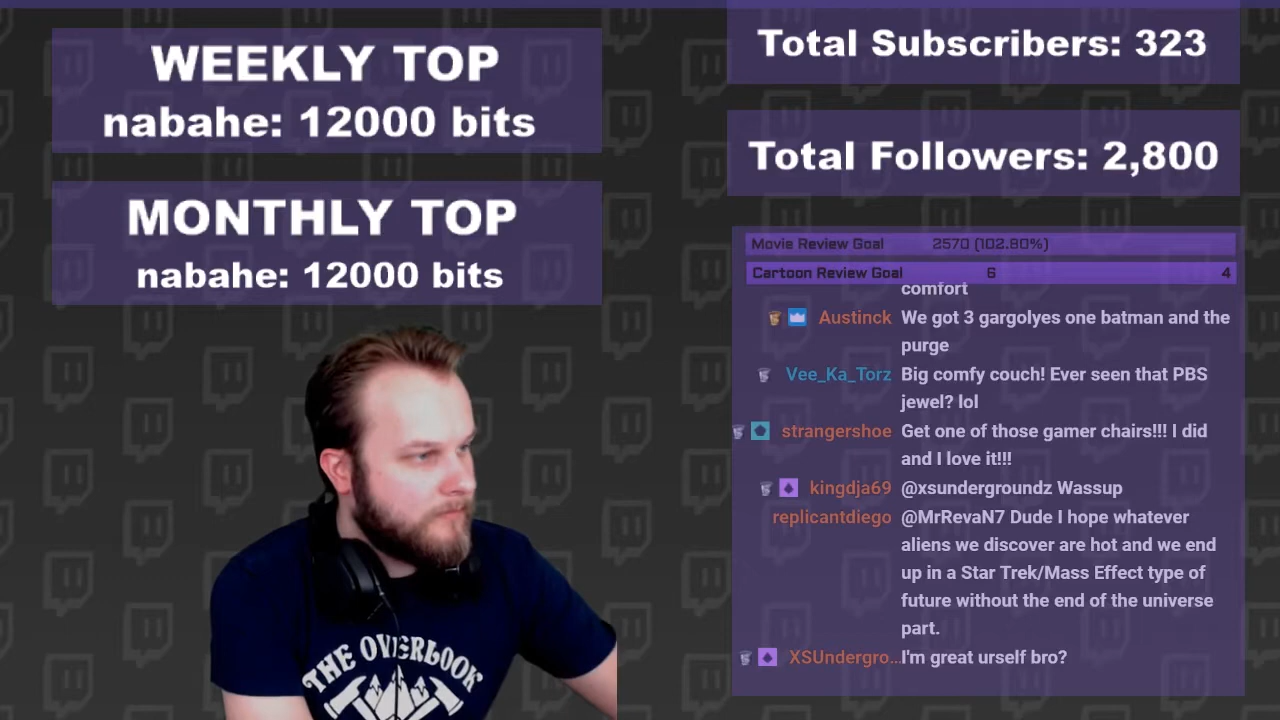 WEEKLY TOP
nabahe: 12000 bits
MONTHLY TOP
nabahe: 12000 bits
Total Subscribers: 323
Total Followers: 2,800
Movie Review Goal 2570 (102.80%)
Cartoon Review Goal 6 4
comfort
Austinck We got 3 gargolyes one batman and the
purge
Vee_Ka_Torz Big comfy couch! Ever seen that PBS
jewel? lol
strangershoe Get one of those gamer chairs!!! I did
and I love it!!!
kingdja69 @xsundergroundz Wassup
replicantdiego @MrRevaN7 Dude I hope whatever
aliens we discover are hot and we end
up in a Star Trek/Mass Effect type of
future without the end of the universe
part.
XSUndergro... I'm great urself bro?
THE OVERLOOK